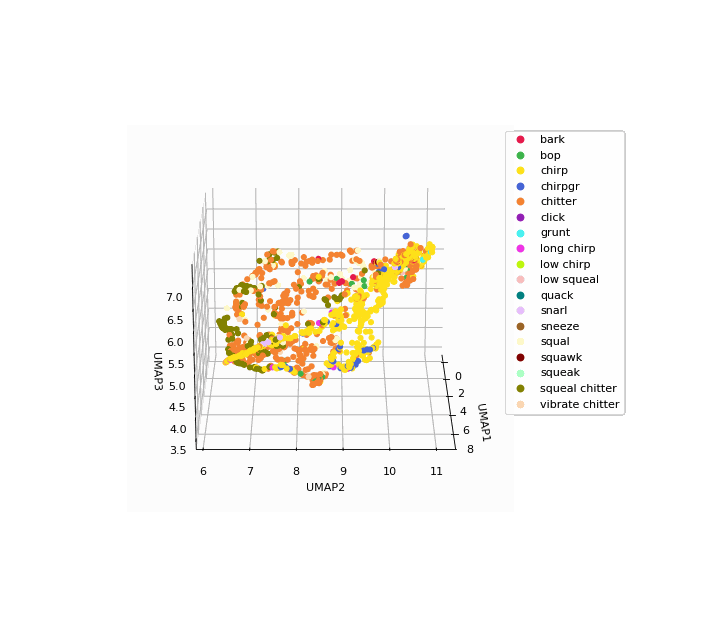 bark
bop
chirp
chirpgr
chitter
click
grunt
long chirp
low chirp
low squeal
quack
snarl
sneeze
squal
squawk
squeak
squeal chitter
vibrate chitter
7.0
6.5
6.0
5.5
5.0
4.5
4.0
3.5
UMAP3
0
2
4
6
8
UMAP1
6 7 8 9 10 11
UMAP2